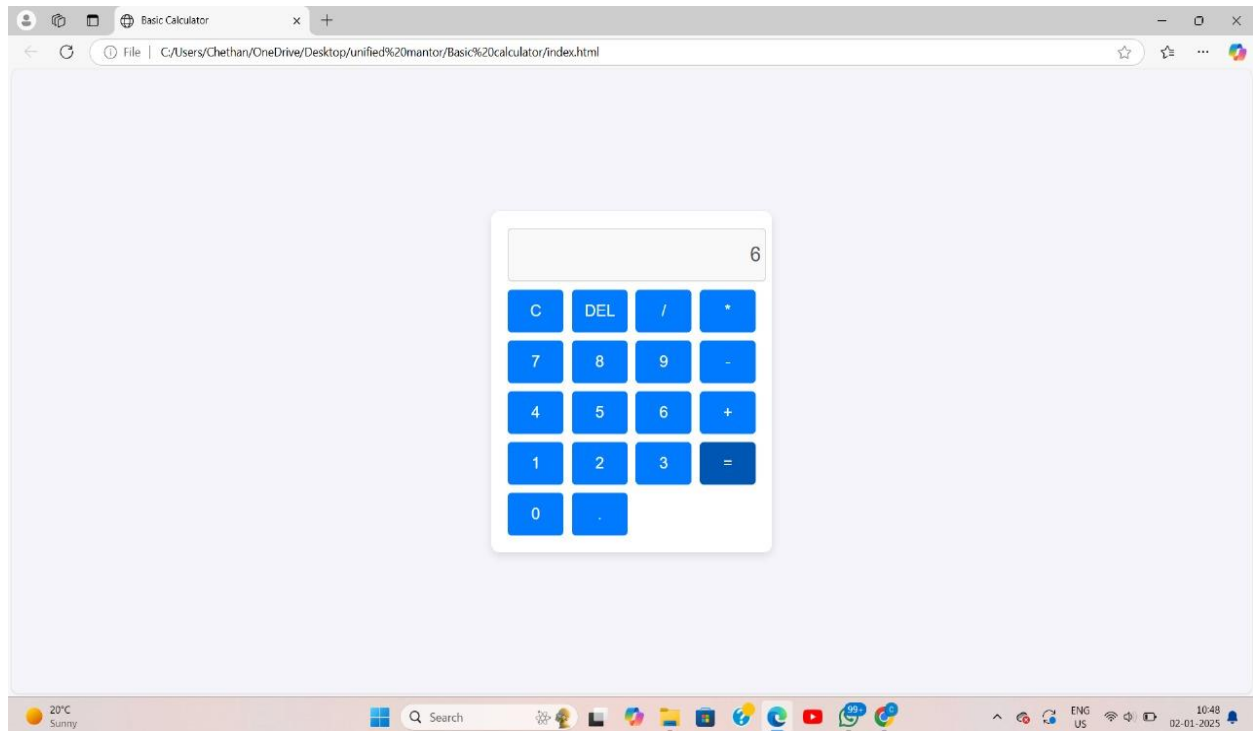 Basic Calculator
File | C:/Users/Chethan/OneDrive/Desktop/unified%20mantor/Basic%20calculator/index.html
6
C DEL / *
7 8 9 -
4 5 6 +
1 2 3 =
0 .
20°C
Sunny
Search
99+
C
ENG
US
10:48
02-01-2025